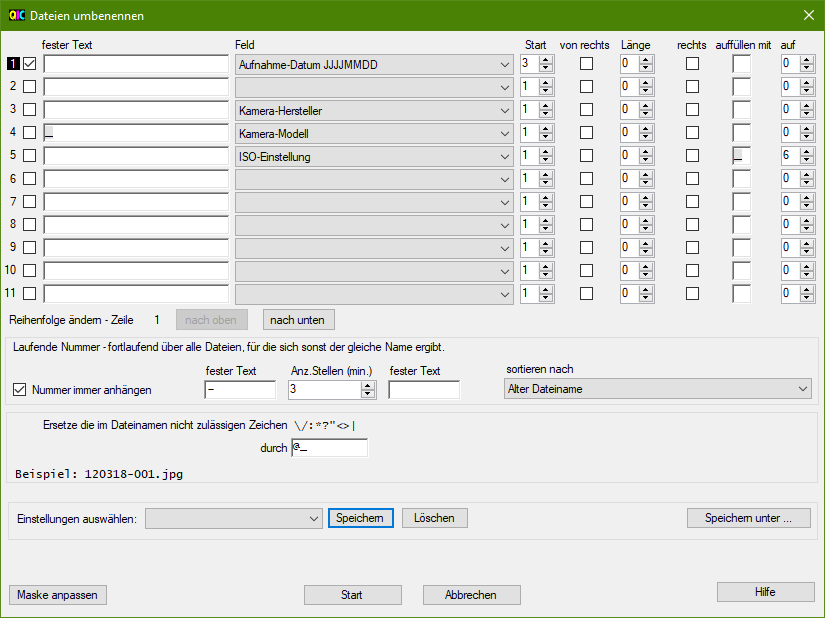 QIC Dateien umbenennen
fester Text Feld Start von rechts Länge rechts auffüllen mit auf
1 Aufnahme-Datum JJJJMMDD 3 0 0
2 1 0 0
3 Kamera-Hersteller 1 0 0
4 _ Kamera-Modell 1 0 0
5 ISO-Einstellung 1 0 _ 6
6 1 0 0
7 1 0 0
8 1 0 0
9 1 0 0
10 1 0 0
11 1 0 0
Reihenfolge ändern - Zeile 1 nach oben nach unten
Laufende Nummer - fortlaufend über alle Dateien, für die sich sonst der gleiche Name ergibt.
fester Text Anz.Stellen (min.) fester Text sortieren nach
Nummer immer anhängen - 3 Alter Dateiname
Ersetze die im Dateinamen nicht zulässigen Zeichen \/:*?"<>|
durch @_
Beispiel: 120318-001.jpg
Einstellungen auswählen: Speichern Löschen Speichern unter ...
Maske anpassen Start Abbrechen Hilfe